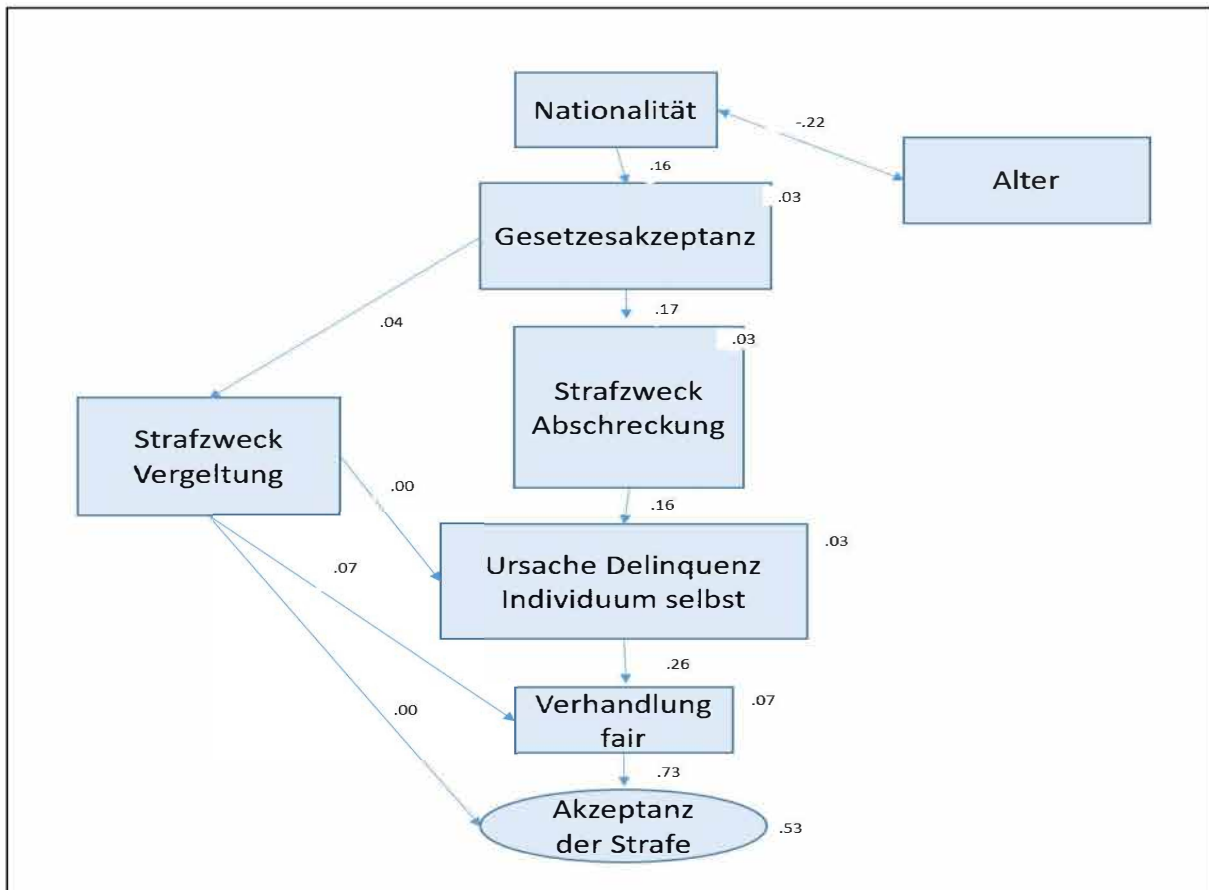 Nationalität
-.22
Alter
.16
.03
Gesetzesakzeptanz
.17
.04
.03
Strafzweck
Abschreckung
Strafzweck
Vergeltung
.00
.16
.03
Ursache Delinquenz
Individuum selbst
.07
.26
.00
.07
Verhandlung
fair
.73
Akzeptanz
der Strafe
.53